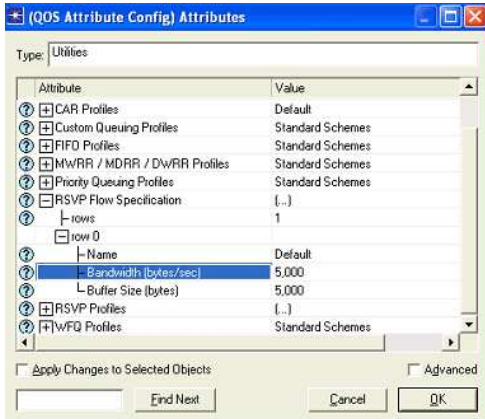 (QOS Attribute Config) Attributes
Type: Utilities
Attribute Value
CAR Profiles Default
Custom Queuing Profiles Standard Schemes
FIFO Profiles Standard Schemes
MWRR / MDRR / DWRR Profiles Standard Schemes
Priority Queuing Profiles Standard Schemes
RSVP Flow Specification (...)
rows 1
row 0
Name Default
Bandwidth (bytes/sec) 5,000
Buffer Size (bytes) 5,000
RSVP Profiles (...)
WFQ Profiles Standard Schemes
Apply Changes to Selected Objects Advanced
Find Next Cancel OK